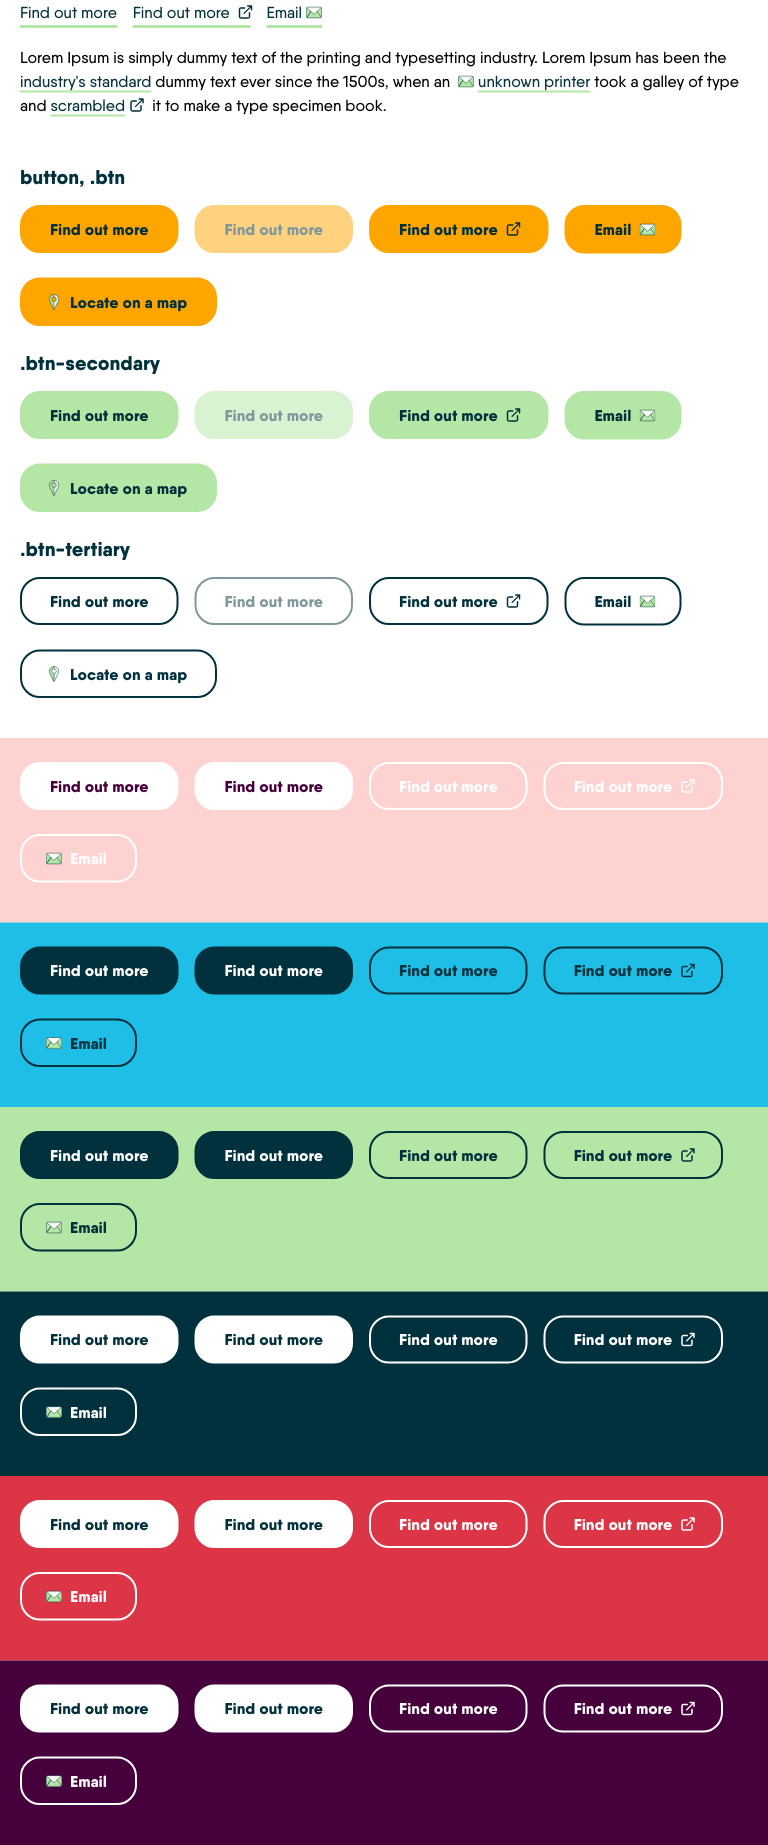 Find out more Find out more Email
Lorem Ipsum is simply dummy text of the printing and typesetting industry. Lorem Ipsum has been the
industry's standard dummy text ever since the 1500s, when an unknown printer took a galley of type
and scrambled it to make a type specimen book.
button, .btn
Find out more Find out more Find out more Email
Locate on a map
.btn-secondary
Find out more Find out more Find out more Email
Locate on a map
.btn-tertiary
Find out more Find out more Find out more Email
Locate on a map
Find out more Find out more Find out more Find out more
Email
Find out more Find out more Find out more Find out more
Email
Find out more Find out more Find out more Find out more
Email
Find out more Find out more Find out more Find out more
Email
Find out more Find out more Find out more Find out more
Email
Find out more Find out more Find out more Find out more
Email